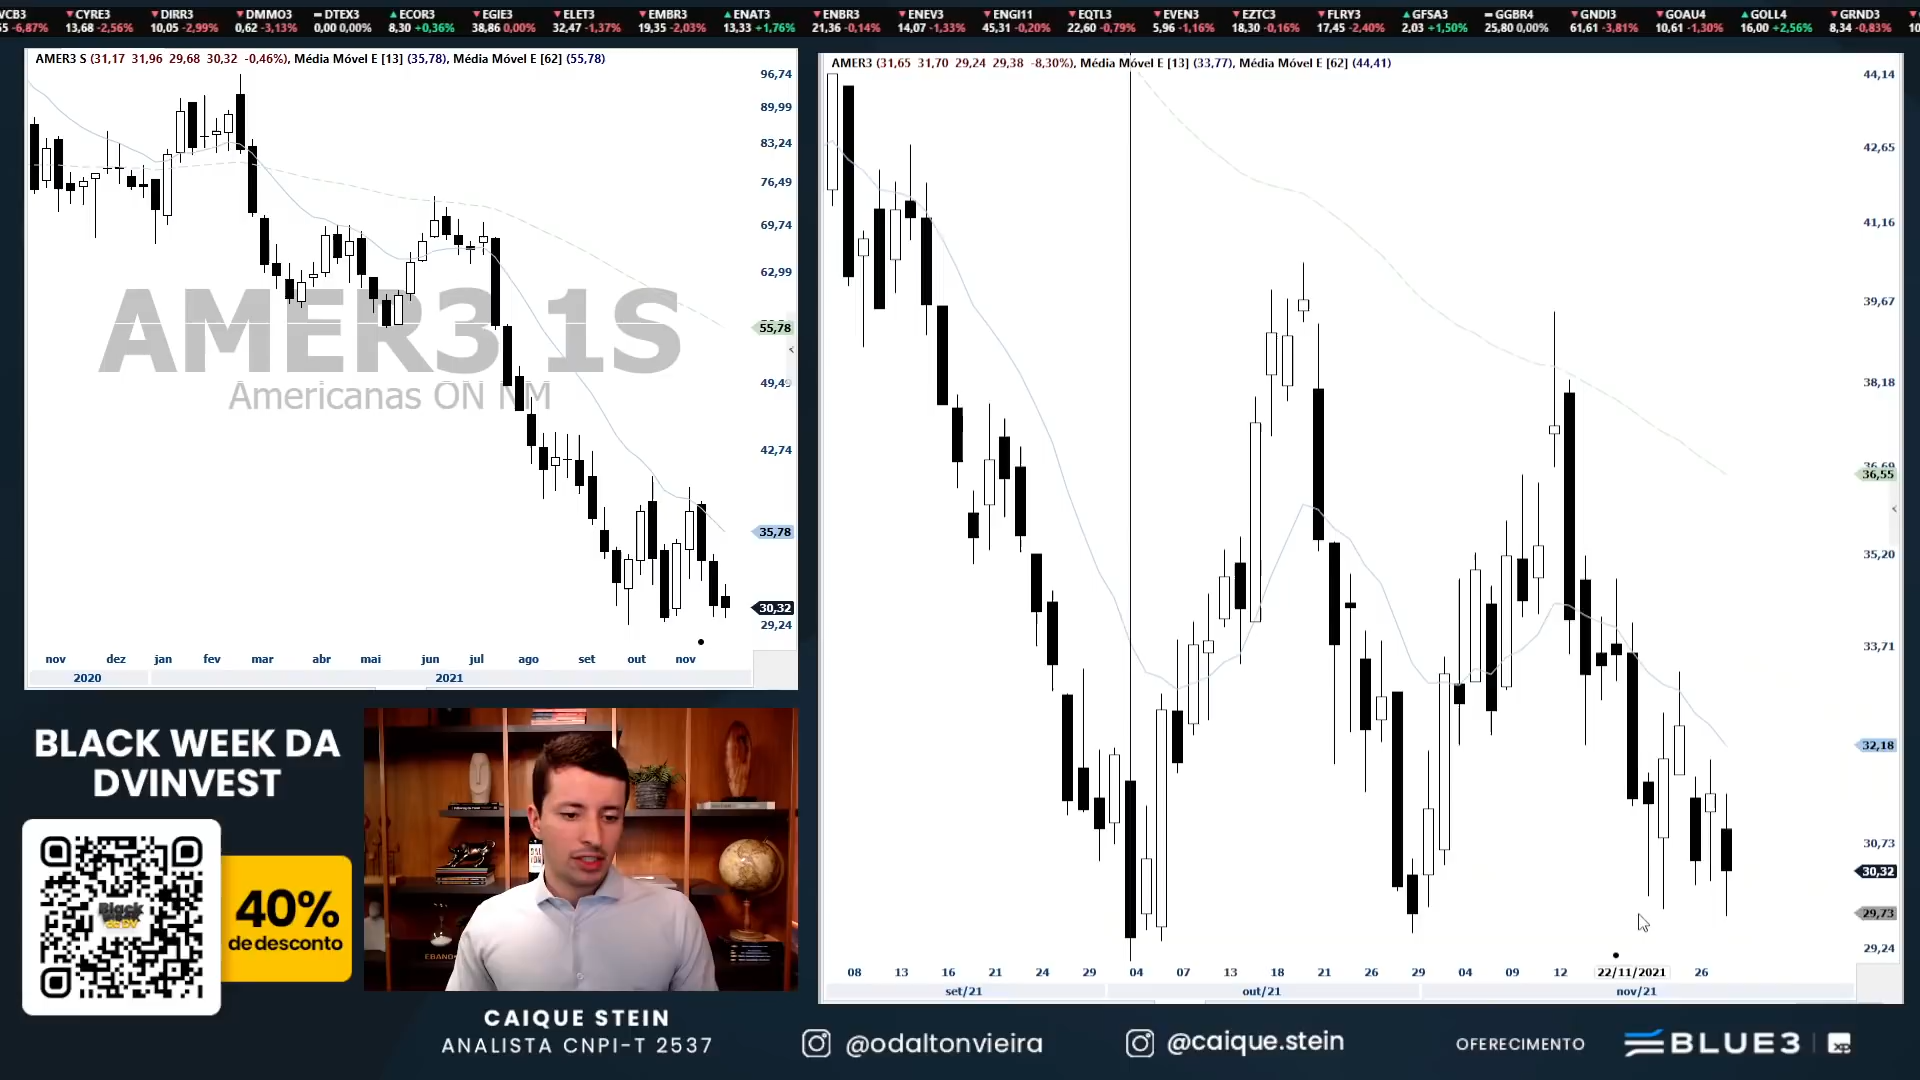 VCB3 ▼CYRE3 ▼DIRR3 ▼DMMO3 ━DTEX3 ▲ECOR3 ▼EGIE3 ▼ELET3 ▼EMBR3 ▲ENAT3 ▼ENBR3 ▼ENEV3 ▼ENGI11 ▼EQTL3 ▼EVEN3 ▼EZTC3 ▼FLRY3 ▲GFSA3 ━GGBR4 ▼GNDI3 ▼GOAU4 ▲GOLL4 ▼GRND3
-6,87% 13,68 -2,56% 10,05 -2,99% 0,62 -3,13% 0,00 0,00% 8,30 +0,36% 38,86 0,00% 32,47 -1,37% 19,35 -2,03% 13,33 +1,76% 21,36 -0,14% 14,07 -1,33% 45,31 -0,20% 22,60 -0,79% 5,96 -1,16% 18,30 -0,16% 17,45 -2,40% 2,03 +1,50% 25,80 0,00% 61,61 -3,81% 10,61 -1,30% 16,00 +2,56% 8,34 -0,83%
AMER3 S (31,17 31,96 29,68 30,32 -0,46%), Média Móvel E [13] (35,78), Média Móvel E [62] (55,78)
96,74
89,99
83,24
76,49
69,74
62,99
55,78
49,49
42,74
35,78
30,32
29,24
AMER3 1S
Americanas ON NM
nov dez jan fev mar abr mai jun jul ago set out nov
2020 2021
AMER3 (31,65 31,70 29,24 29,38 -8,30%), Média Móvel E [13] (33,77), Média Móvel E [62] (44,41)
44,14
42,65
41,16
39,67
38,18
36,55
35,20
33,71
32,18
30,73
30,32
29,73
29,24
08 13 16 21 24 29 04 07 13 18 21 26 29 04 09 12 22/11/2021 26
set/21 out/21 nov/21
BLACK WEEK DA
DVINVEST
Black
Week
da DV
40%
de desconto
CAIQUE STEIN
ANALISTA CNPI-T 2537
@odaltonvieira
@caique.stein
OFERECIMENTO
BLUE3
xp